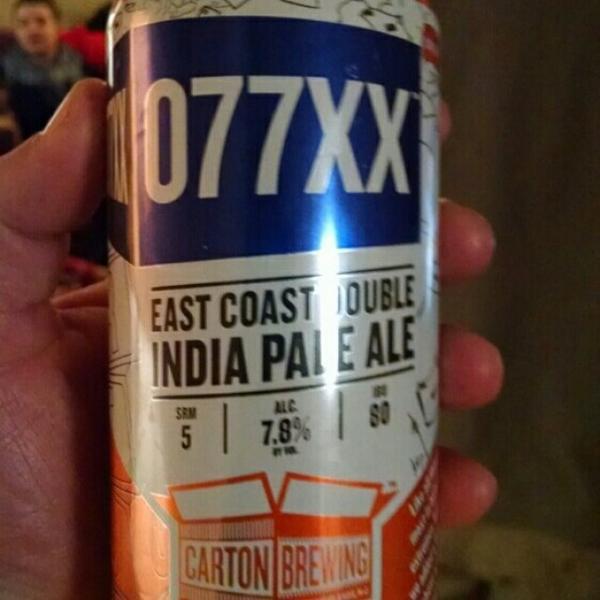 077XX
EAST COAST DOUBLE
INDIA PALE ALE
SRM
5
ALC.
7.8%
BY VOL.
IBU
80
CARTON BREWING